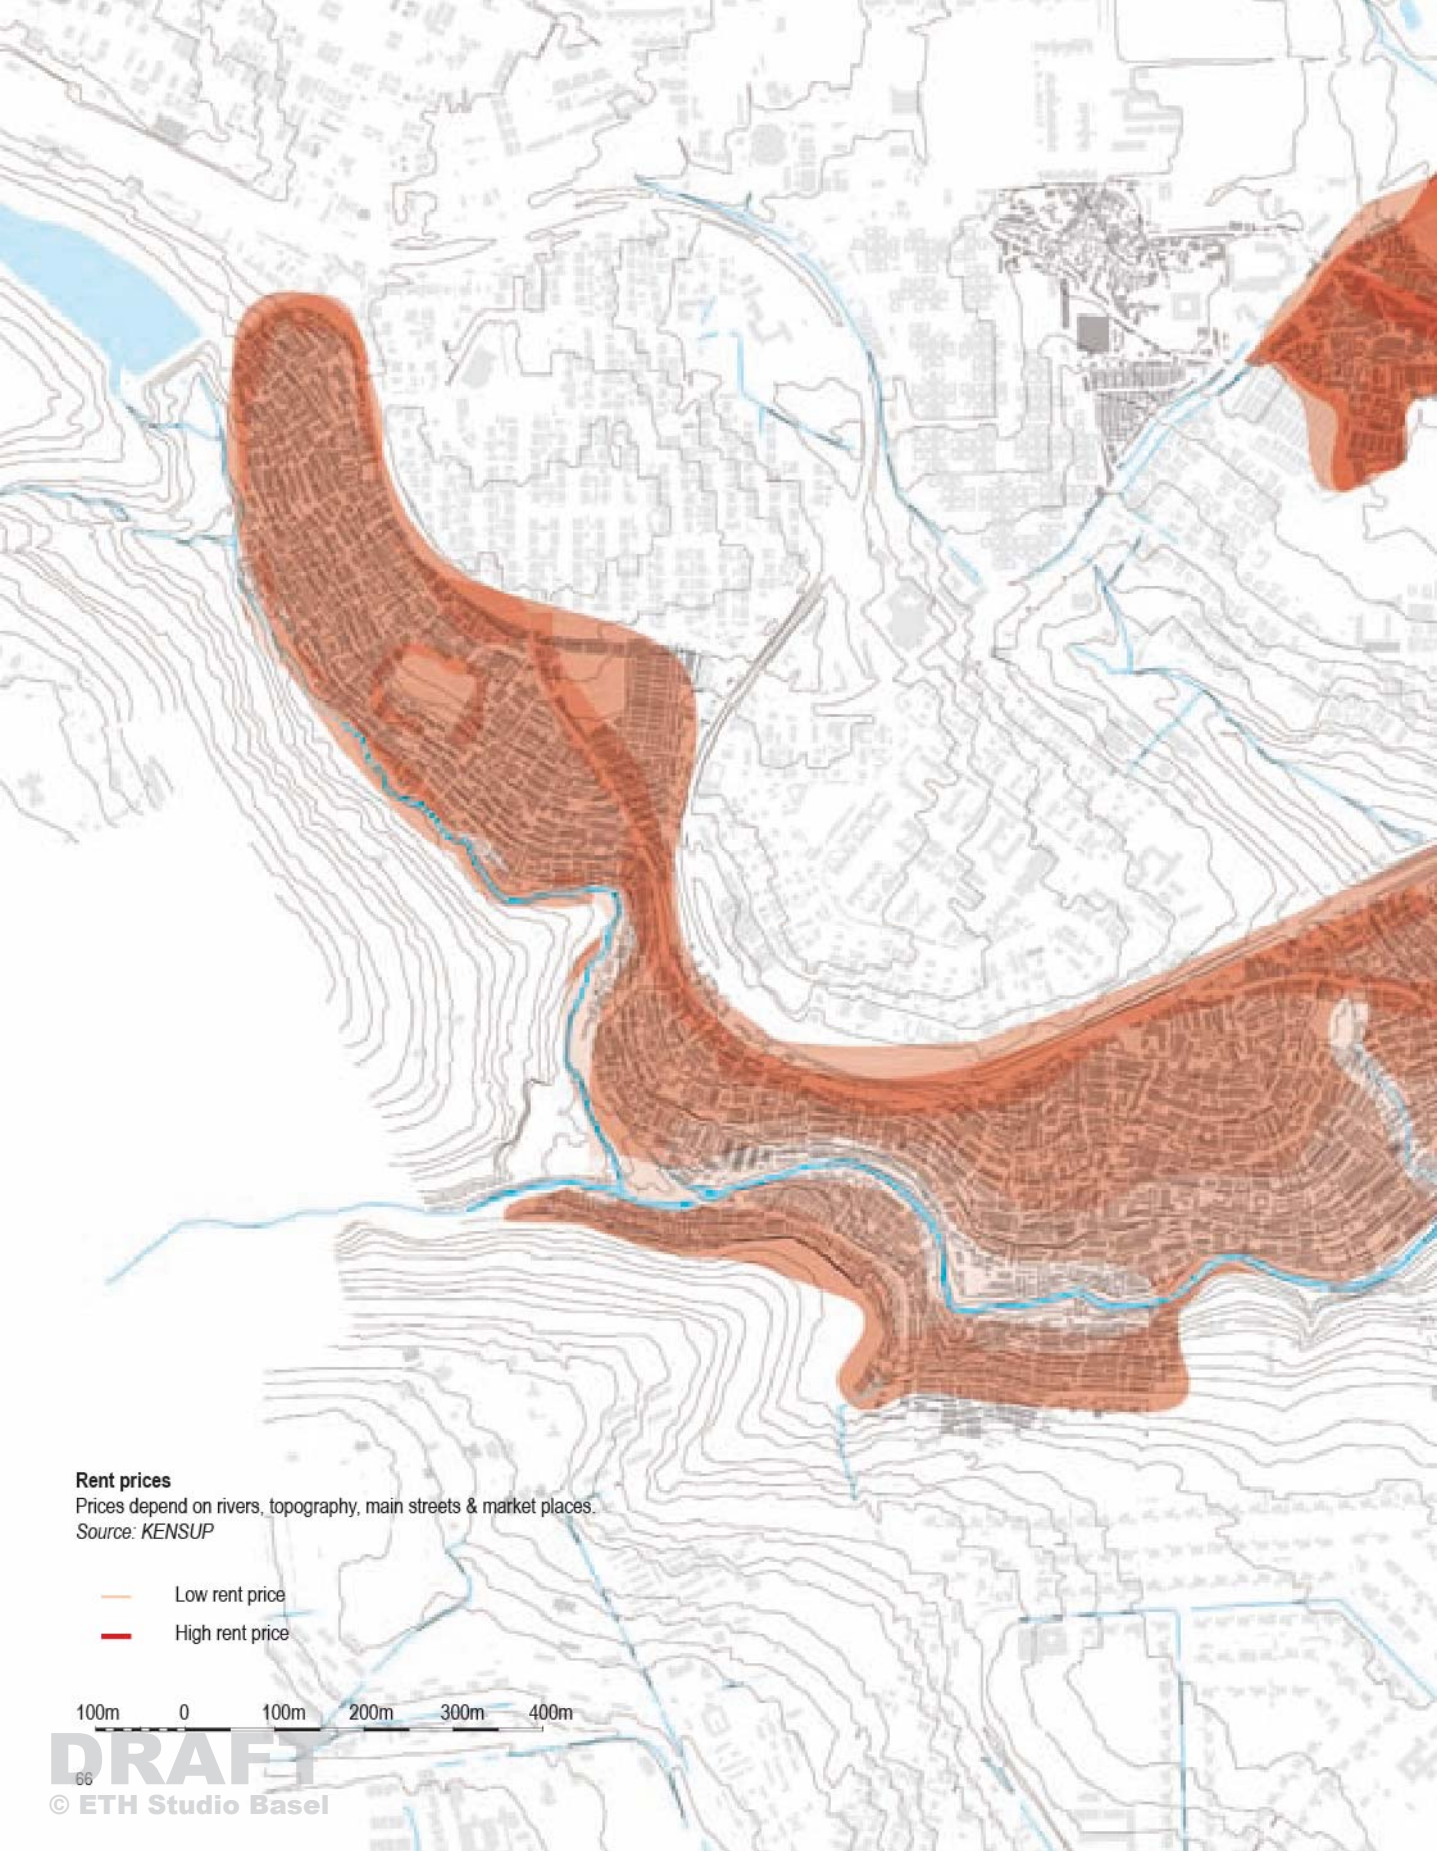 Rent prices
Prices depend on rivers, topography, main streets & market places.
Source: KENSUP
Low rent price
High rent price
100m 0 100m 200m 300m 400m
DRAFT
66
© ETH Studio Basel